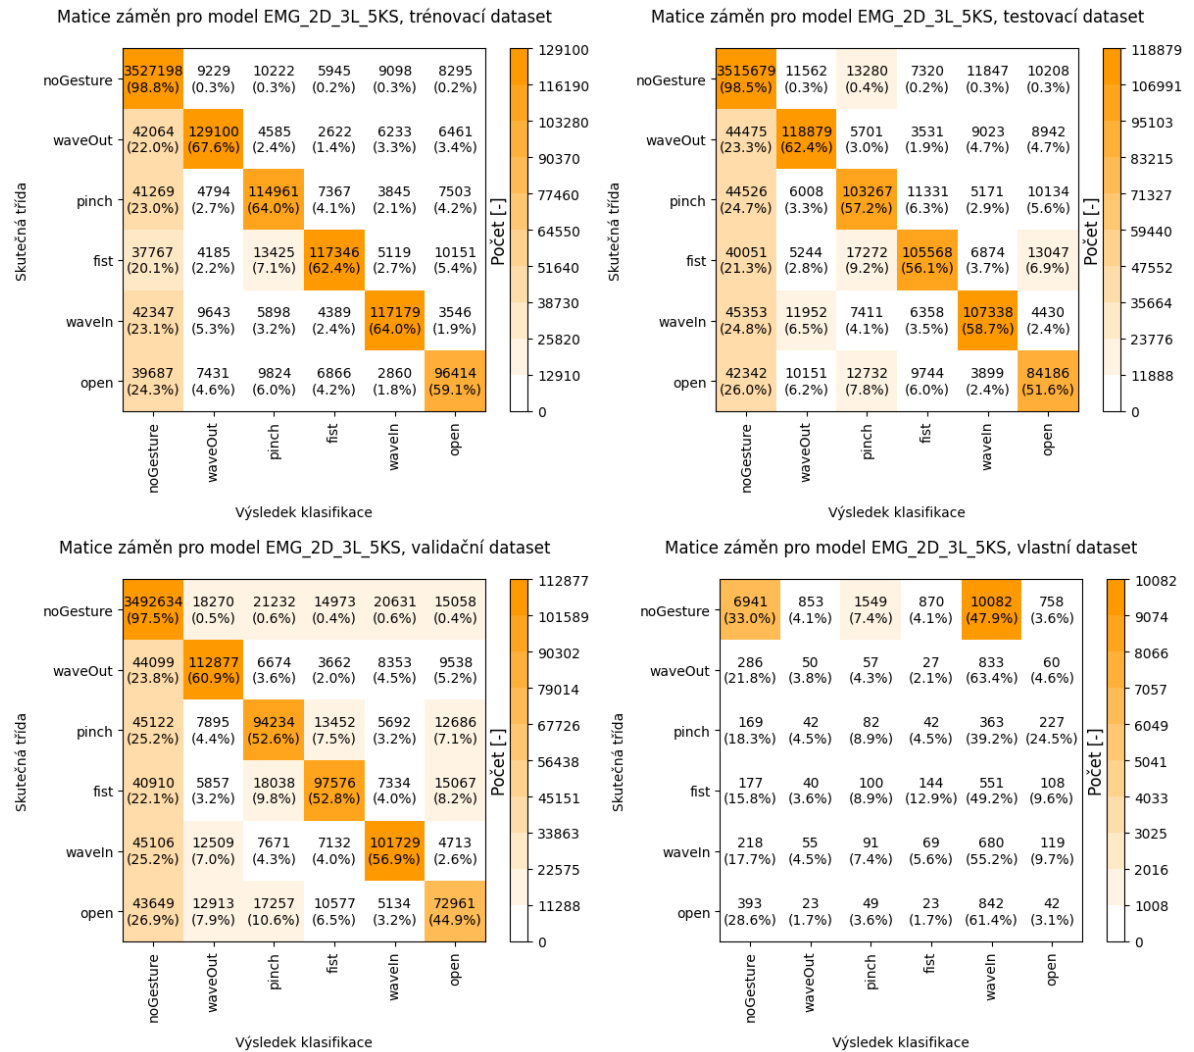 Matice záměn pro model EMG_2D_3L_5KS, trénovací dataset
Skutečná třída
noGesture 3527198 9229 10222 5945 9098 8295
(98.8%) (0.3%) (0.3%) (0.2%) (0.3%) (0.2%)
waveOut 42064 129100 4585 2622 6233 6461
(22.0%) (67.6%) (2.4%) (1.4%) (3.3%) (3.4%)
pinch 41269 4794 114961 7367 3845 7503
(23.0%) (2.7%) (64.0%) (4.1%) (2.1%) (4.2%)
fist 37767 4185 13425 117346 5119 10151
(20.1%) (2.2%) (7.1%) (62.4%) (2.7%) (5.4%)
waveIn 42347 9643 5898 4389 117179 3546
(23.1%) (5.3%) (3.2%) (2.4%) (64.0%) (1.9%)
open 39687 7431 9824 6866 2860 96414
(24.3%) (4.6%) (6.0%) (4.2%) (1.8%) (59.1%)
noGesture waveOut pinch fist waveIn open
Výsledek klasifikace
Počet [-]
129100
116190
103280
90370
77460
64550
51640
38730
25820
12910
0
Matice záměn pro model EMG_2D_3L_5KS, testovací dataset
Skutečná třída
noGesture 3515679 11562 13280 7320 11847 10208
(98.5%) (0.3%) (0.4%) (0.2%) (0.3%) (0.3%)
waveOut 44475 118879 5701 3531 9023 8942
(23.3%) (62.4%) (3.0%) (1.9%) (4.7%) (4.7%)
pinch 44526 6008 103267 11331 5171 10134
(24.7%) (3.3%) (57.2%) (6.3%) (2.9%) (5.6%)
fist 40051 5244 17272 105568 6874 13047
(21.3%) (2.8%) (9.2%) (56.1%) (3.7%) (6.9%)
waveIn 45353 11952 7411 6358 107338 4430
(24.8%) (6.5%) (4.1%) (3.5%) (58.7%) (2.4%)
open 42342 10151 12732 9744 3899 84186
(26.0%) (6.2%) (7.8%) (6.0%) (2.4%) (51.6%)
noGesture waveOut pinch fist waveIn open
Výsledek klasifikace
Počet [-]
118879
106991
95103
83215
71327
59440
47552
35664
23776
11888
0
Matice záměn pro model EMG_2D_3L_5KS, validační dataset
Skutečná třída
noGesture 3492634 18270 21232 14973 20631 15058
(97.5%) (0.5%) (0.6%) (0.4%) (0.6%) (0.4%)
waveOut 44099 112877 6674 3662 8353 9538
(23.8%) (60.9%) (3.6%) (2.0%) (4.5%) (5.2%)
pinch 45122 7895 94234 13452 5692 12686
(25.2%) (4.4%) (52.6%) (7.5%) (3.2%) (7.1%)
fist 40910 5857 18038 97576 7334 15067
(22.1%) (3.2%) (9.8%) (52.8%) (4.0%) (8.2%)
waveIn 45106 12509 7671 7132 101729 4713
(25.2%) (7.0%) (4.3%) (4.0%) (56.9%) (2.6%)
open 43649 12913 17257 10577 5134 72961
(26.9%) (7.9%) (10.6%) (6.5%) (3.2%) (44.9%)
noGesture waveOut pinch fist waveIn open
Výsledek klasifikace
Počet [-]
112877
101589
90302
79014
67726
56438
45151
33863
22575
11288
0
Matice záměn pro model EMG_2D_3L_5KS, vlastní dataset
Skutečná třída
noGesture 6941 853 1549 870 10082 758
(33.0%) (4.1%) (7.4%) (4.1%) (47.9%) (3.6%)
waveOut 286 50 57 27 833 60
(21.8%) (3.8%) (4.3%) (2.1%) (63.4%) (4.6%)
pinch 169 42 82 42 363 227
(18.3%) (4.5%) (8.9%) (4.5%) (39.2%) (24.5%)
fist 177 40 100 144 551 108
(15.8%) (3.6%) (8.9%) (12.9%) (49.2%) (9.6%)
waveIn 218 55 91 69 680 119
(17.7%) (4.5%) (7.4%) (5.6%) (55.2%) (9.7%)
open 393 23 49 23 842 42
(28.6%) (1.7%) (3.6%) (1.7%) (61.4%) (3.1%)
noGesture waveOut pinch fist waveIn open
Výsledek klasifikace
Počet [-]
10082
9074
8066
7057
6049
5041
4033
3025
2016
1008
0